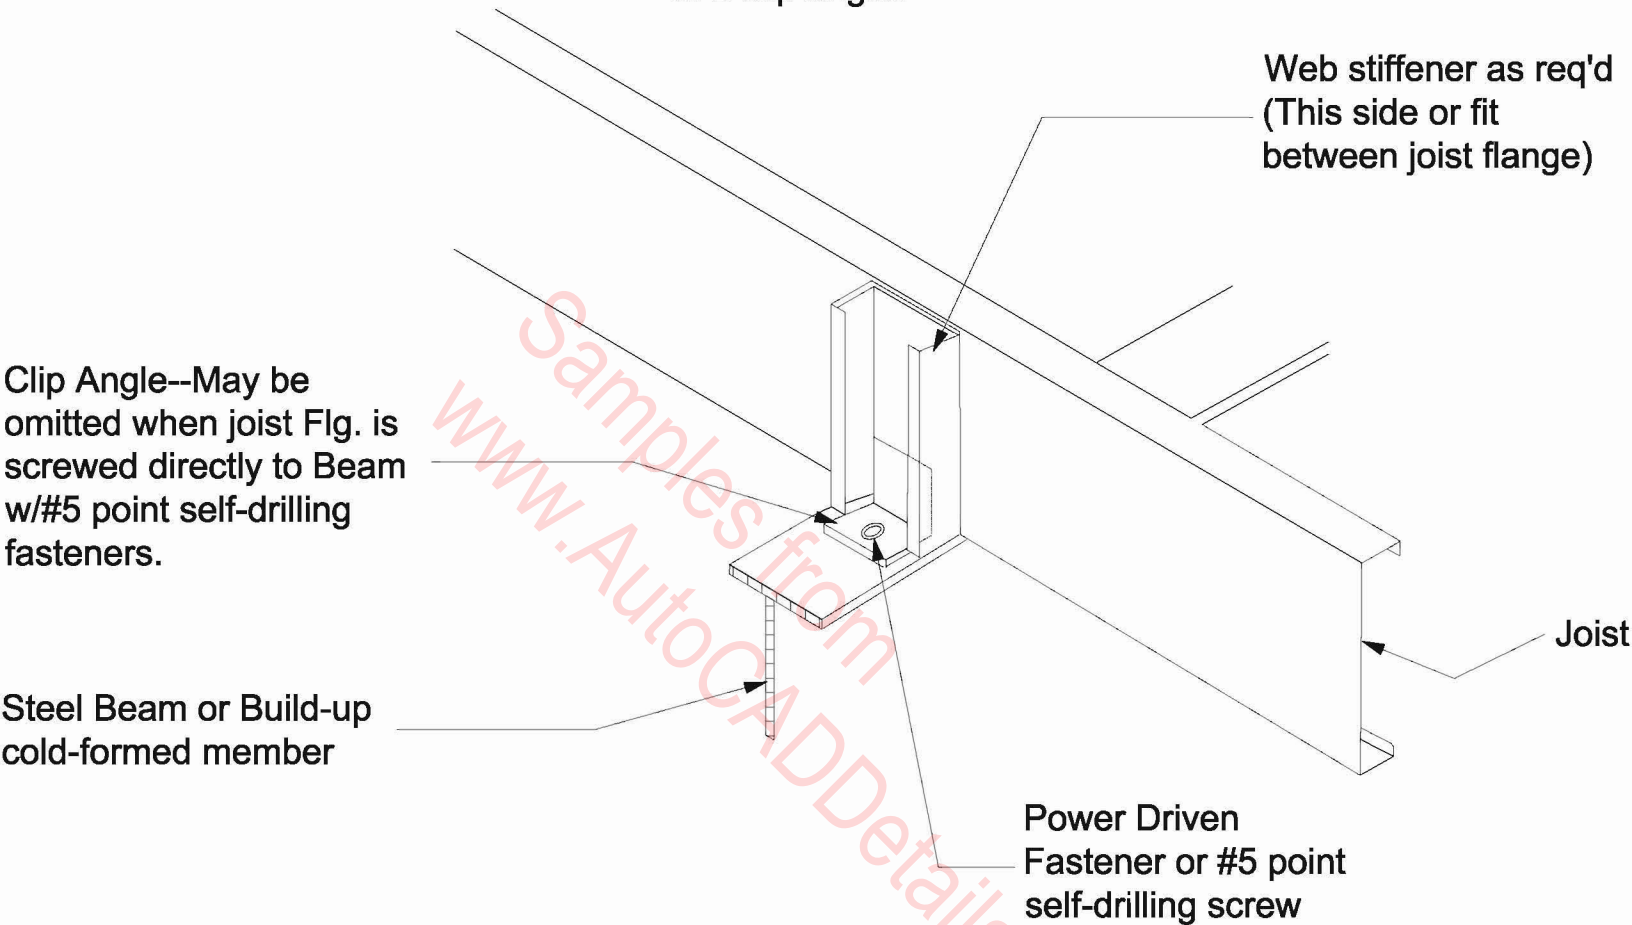 Web stiffener as req'd
(This side or fit
between joist flange)
Clip Angle--May be
omitted when joist Flg. is
screwed directly to Beam
w/#5 point self-drilling
fasteners.
Joist
Steel Beam or Build-up
cold-formed member
Power Driven
Fastener or #5 point
self-drilling screw
Samples from
www.AutoCADDetails